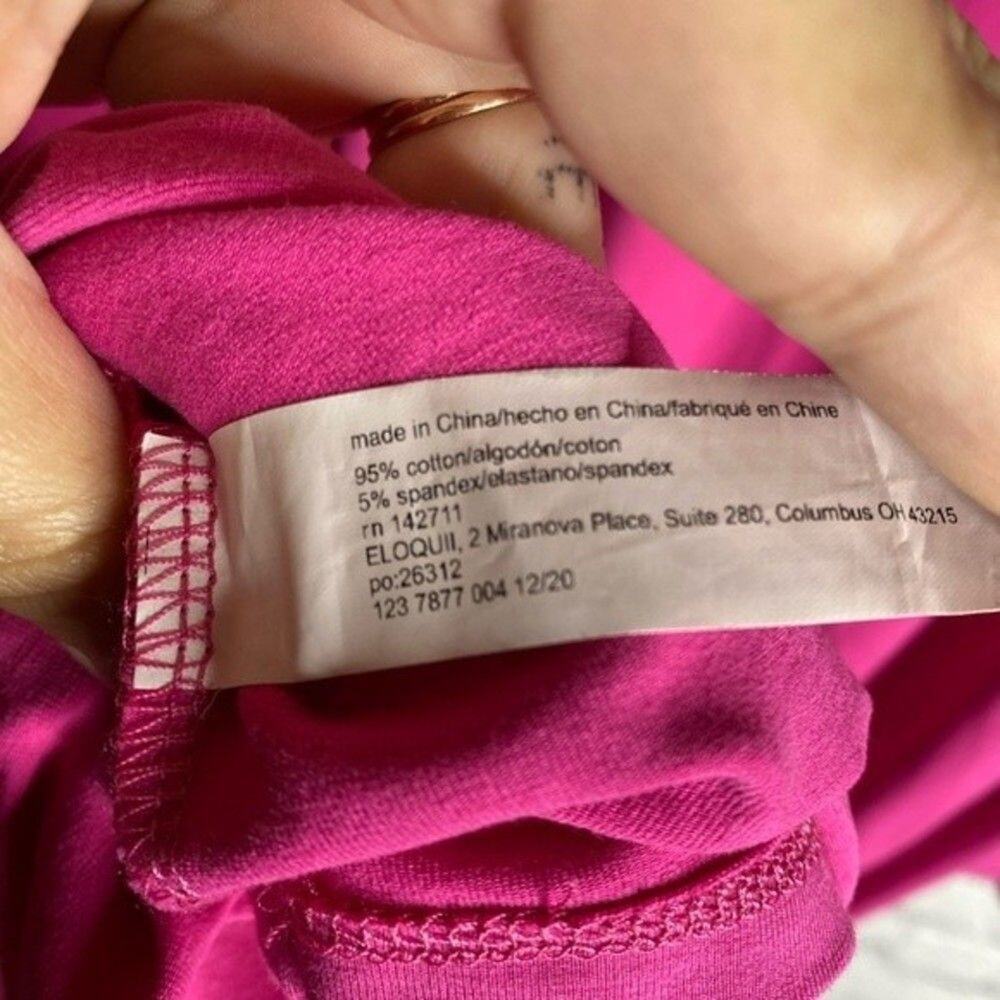 made in China/hecho en China/fabriqué en Chine
95% cotton/algodón/coton
5% spandex/elastano/spandex
rn 142711
ELOQUII, 2 Miranova Place, Suite 280, Columbus OH 43215
po:26312
123 7877 004 12/20